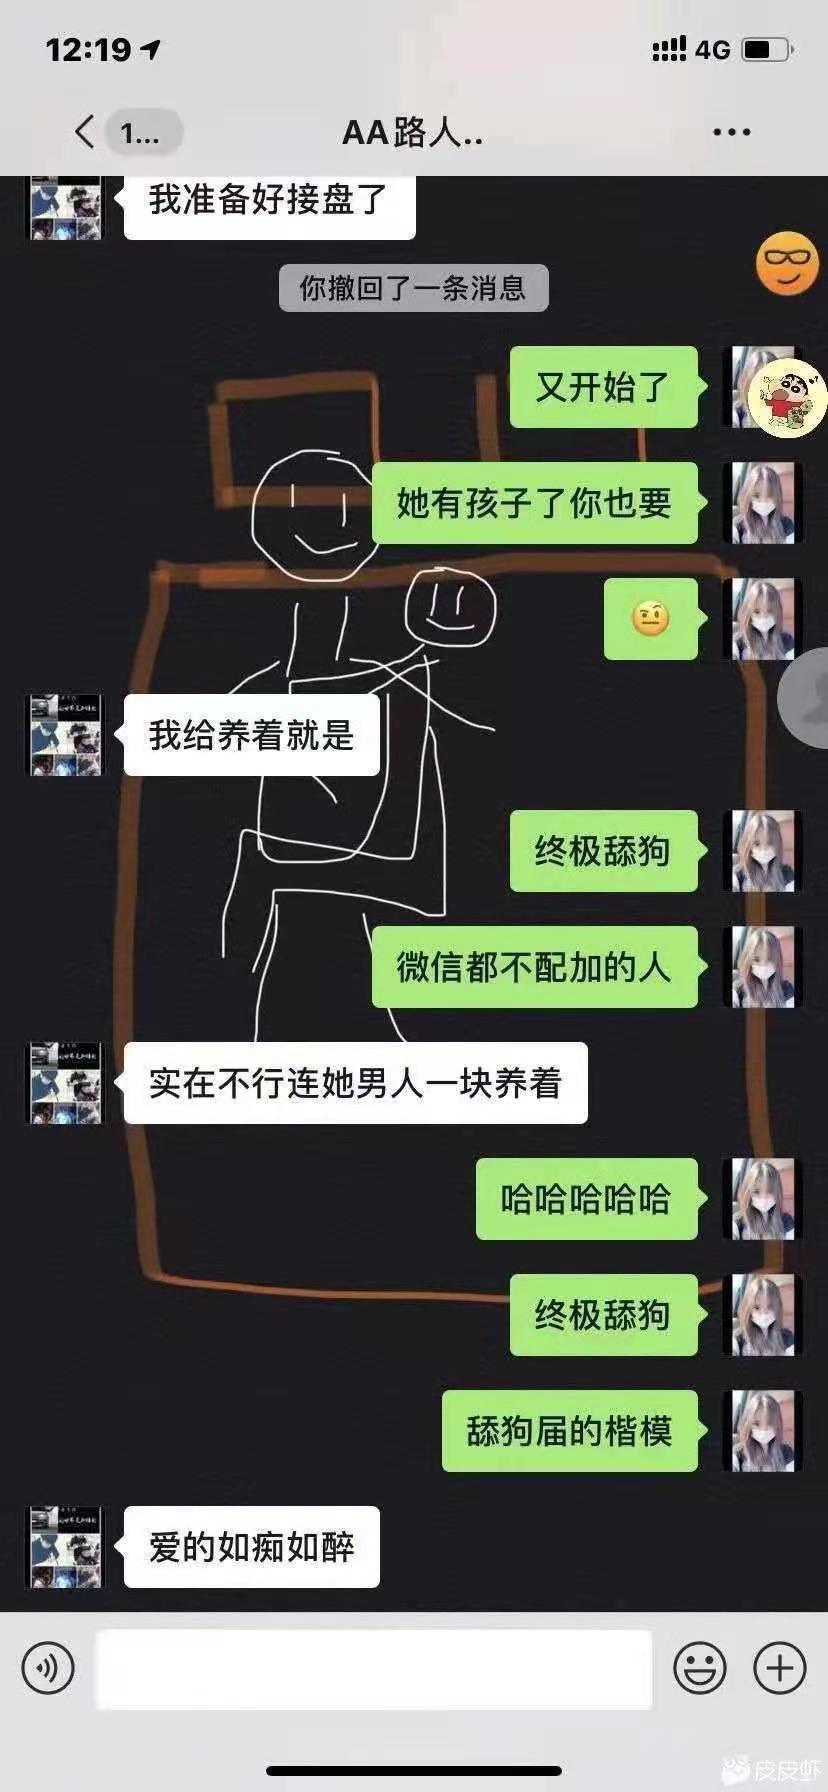 12:19
4G
1...
AA路人..
我准备好接盘了
你撤回了一条消息
又开始了
她有孩子了你也要
我给养着就是
终极舔狗
微信都不配加的人
实在不行连她男人一块养着
哈哈哈哈哈
终极舔狗
舔狗届的楷模
爱的如痴如醉
皮皮虾